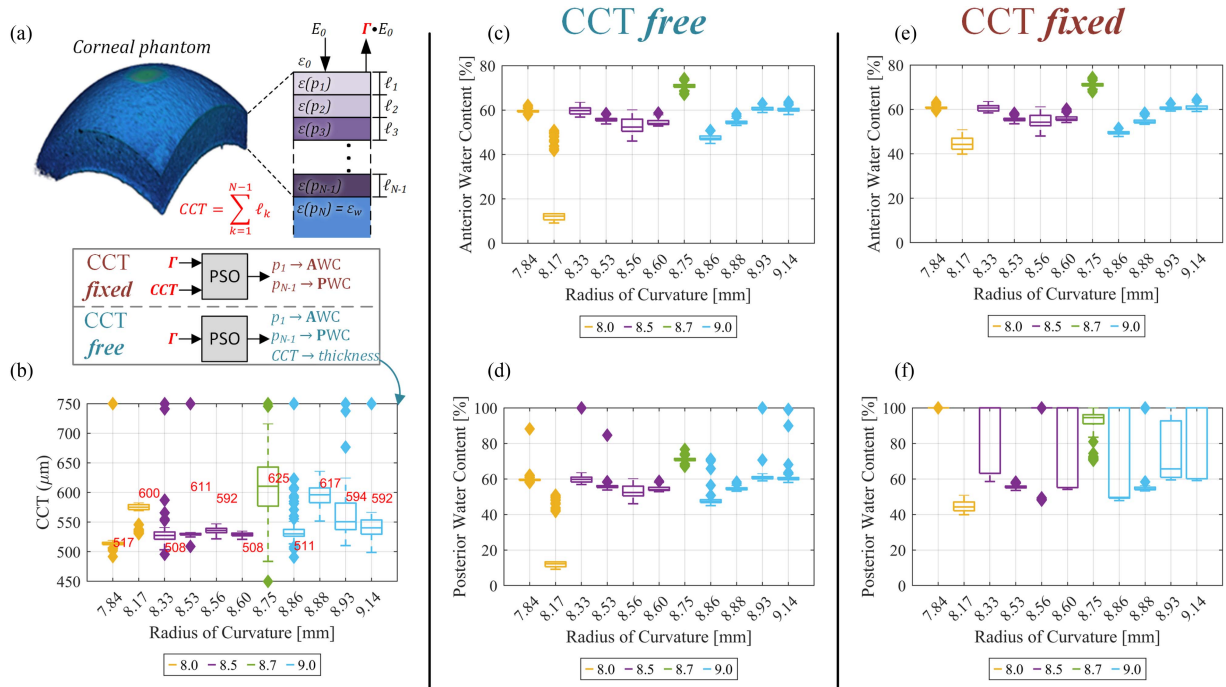 (a)
Corneal phantom
E0
Γ•E0
ε0
ε(p1)
ℓ1
ε(p2)
ℓ2
ε(p3)
ℓ3
ε(pN-1)
ℓN-1
ε(pN) = εw
CCT = ∑ ℓk
N−1
k=1
CCT
fixed
Γ
CCT
PSO
p1 → AWC
pN-1 → PWC
CCT
free
Γ
PSO
p1 → AWC
pN-1 → PWC
CCT → thickness
(b)
CCT (μm)
750
700
650
600
550
500
450
517
600
508
611
592
508
625
511
617
594
592
7.84
8.17
8.33
8.53
8.56
8.60
8.75
8.86
8.88
8.93
9.14
Radius of Curvature [mm]
8.0 8.5 8.7 9.0
CCT free
(c)
Anterior Water Content [%]
80
60
40
20
0
7.84
8.17
8.33
8.53
8.56
8.60
8.75
8.86
8.88
8.93
9.14
Radius of Curvature [mm]
8.0 8.5 8.7 9.0
(d)
Posterior Water Content [%]
100
80
60
40
20
0
7.84
8.17
8.33
8.53
8.56
8.60
8.75
8.86
8.88
8.93
9.14
Radius of Curvature [mm]
8.0 8.5 8.7 9.0
CCT fixed
(e)
Anterior Water Content [%]
80
60
40
20
0
7.84
8.17
8.33
8.53
8.56
8.60
8.75
8.86
8.88
8.93
9.14
Radius of Curvature [mm]
8.0 8.5 8.7 9.0
(f)
Posterior Water Content [%]
100
80
60
40
20
0
7.84
8.17
8.33
8.53
8.56
8.60
8.75
8.86
8.88
8.93
9.14
Radius of Curvature [mm]
8.0 8.5 8.7 9.0